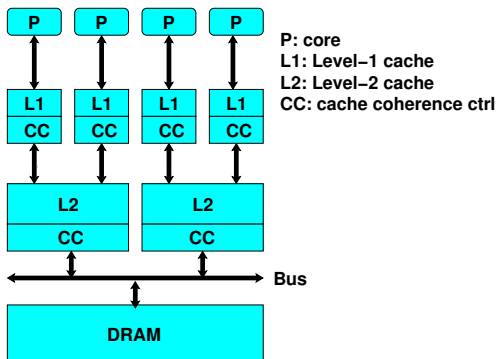 P P P P
P: core
L1: Level-1 cache
L2: Level-2 cache
CC: cache coherence ctrl
L1 L1 L1 L1
CC CC CC CC
L2 L2
CC CC
Bus
DRAM